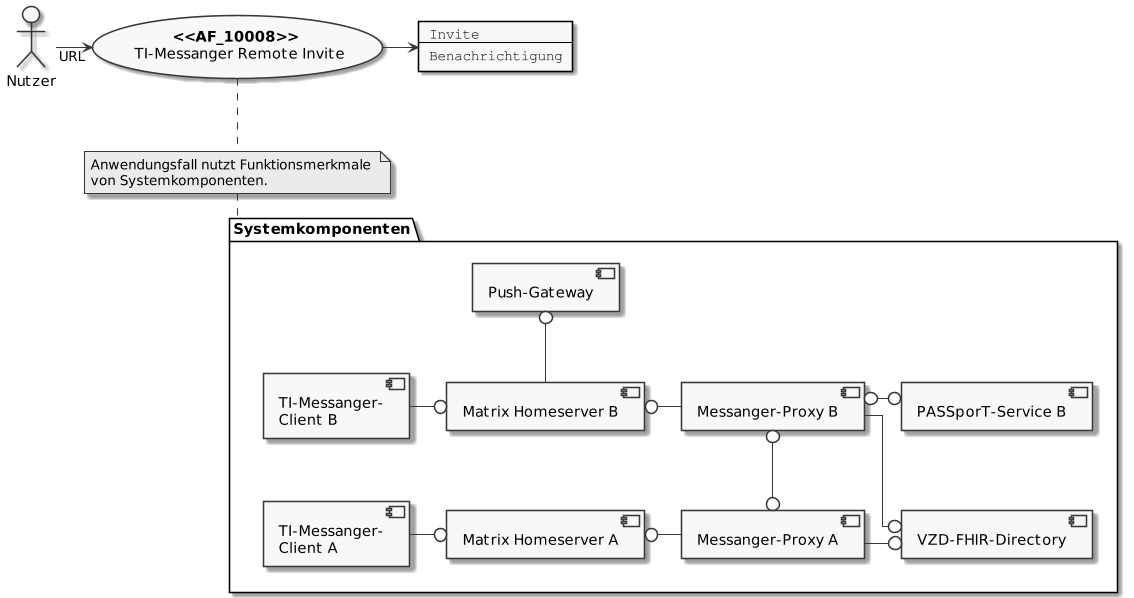 <<AF_10008>>
TI-Messanger Remote Invite
URL
Nutzer
Invite
Benachrichtigung
Anwendungsfall nutzt Funktionsmerkmale
von Systemkomponenten.
Systemkomponenten
Push-Gateway
TI-Messanger-
Client B
Matrix Homeserver B
Messanger-Proxy B
PASSporT-Service B
TI-Messanger-
Client A
Matrix Homeserver A
Messanger-Proxy A
VZD-FHIR-Directory